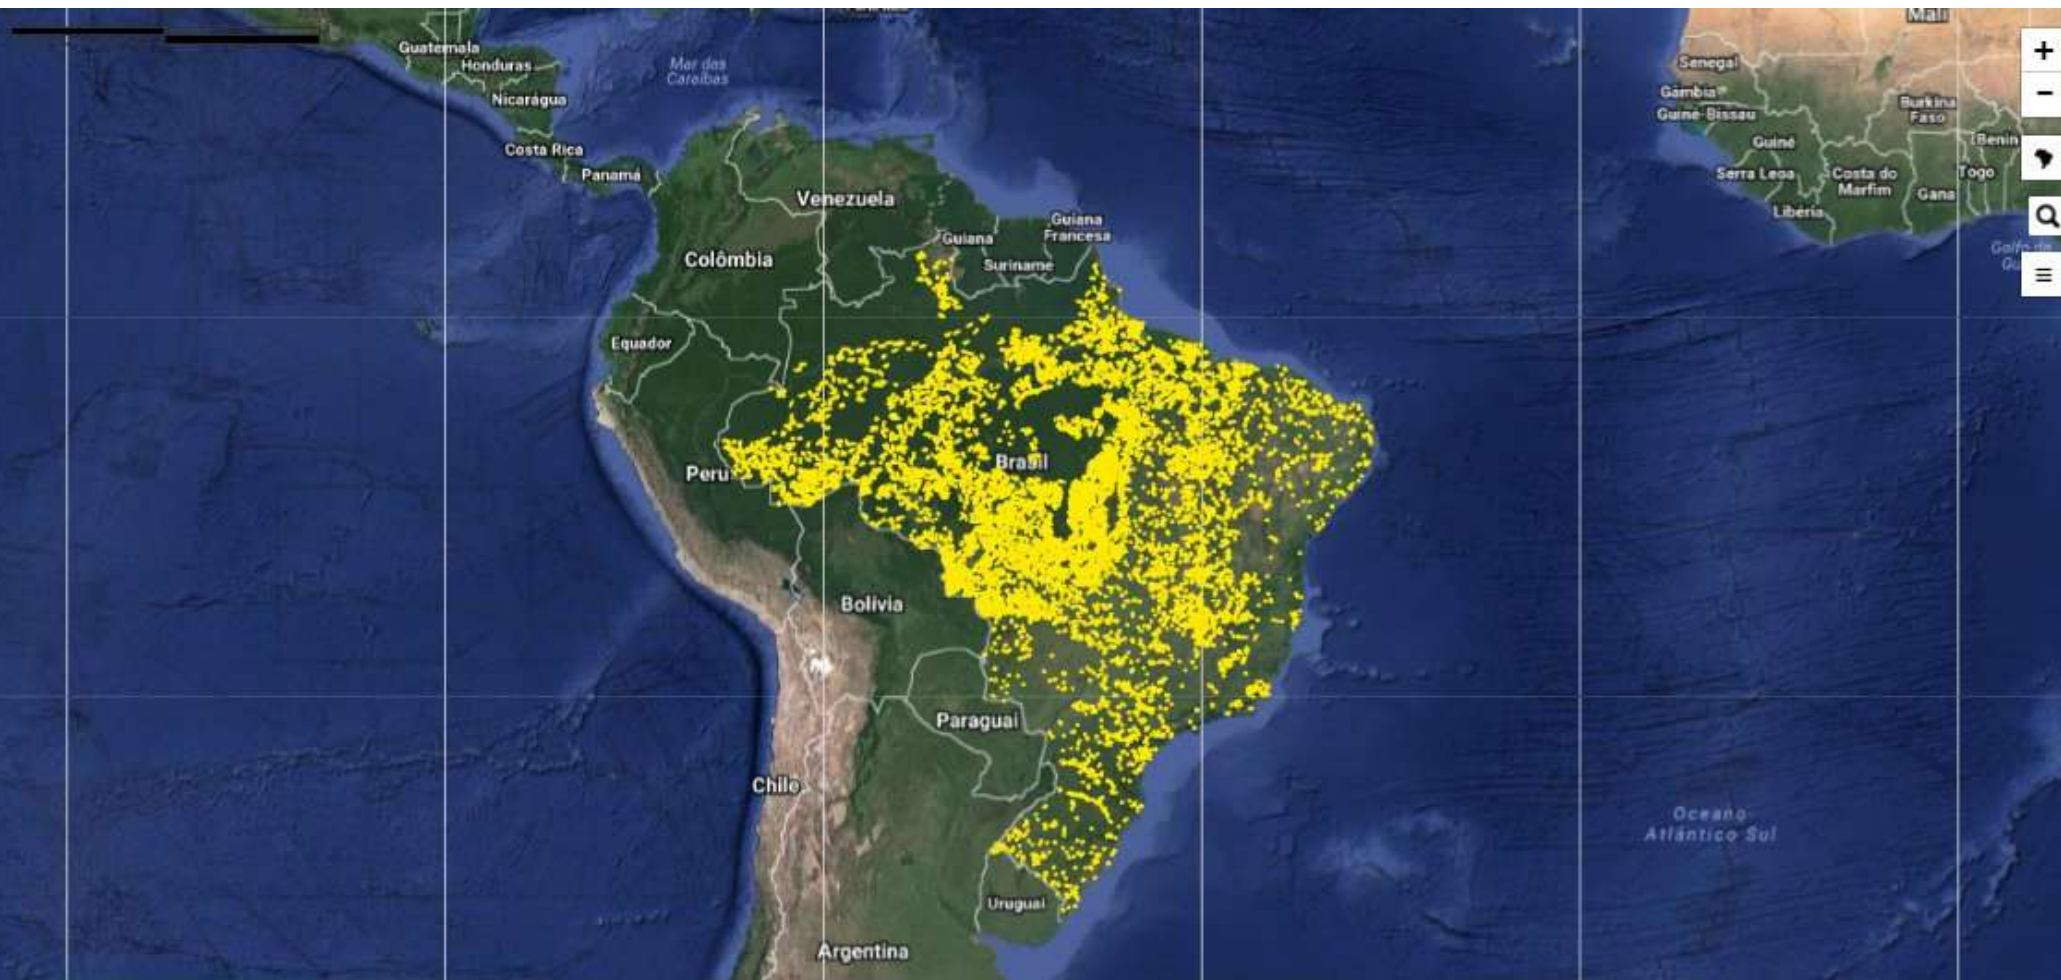 Mali
Guatemala
Honduras
Mar das
Caraíbas
Senegal
Nicarágua
Gâmbia
Burkina
Faso
Guiné-Bissau
Costa Rica
Guiné
Benin
Panamá
Serra Leoa
Costa do
Marfim
Togo
Venezuela
Gana
Libéria
Guiana
Francesa
Guiana
Golfo da
Colômbia
Suriname
Equador
Brasil
Peru
Bolívia
Paraguai
Chile
Oceano
Atlântico Sul
Uruguai
Argentina